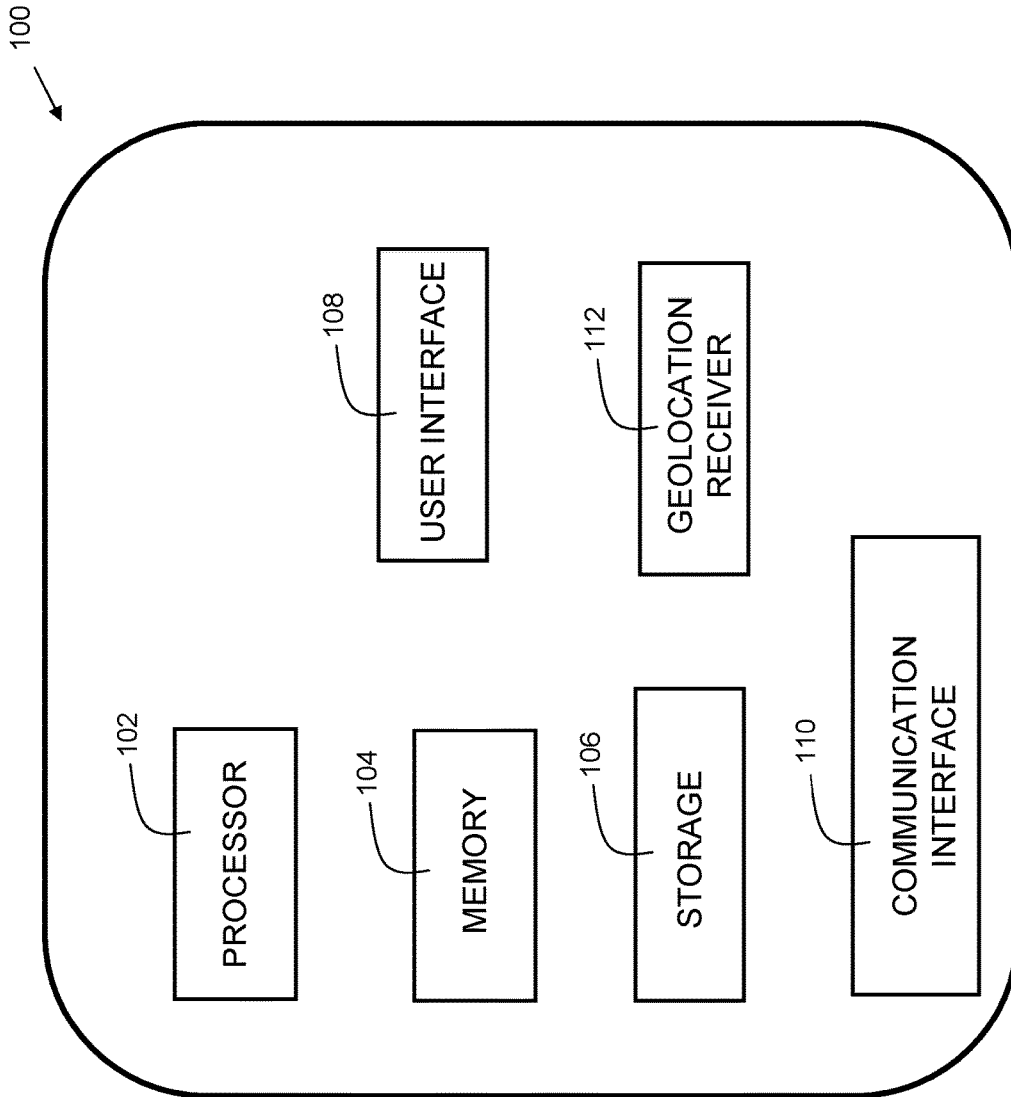 100
102
PROCESSOR
104
MEMORY
106
STORAGE
110
COMMUNICATION
INTERFACE
108
USER INTERFACE
112
GEOLOCATION
RECEIVER